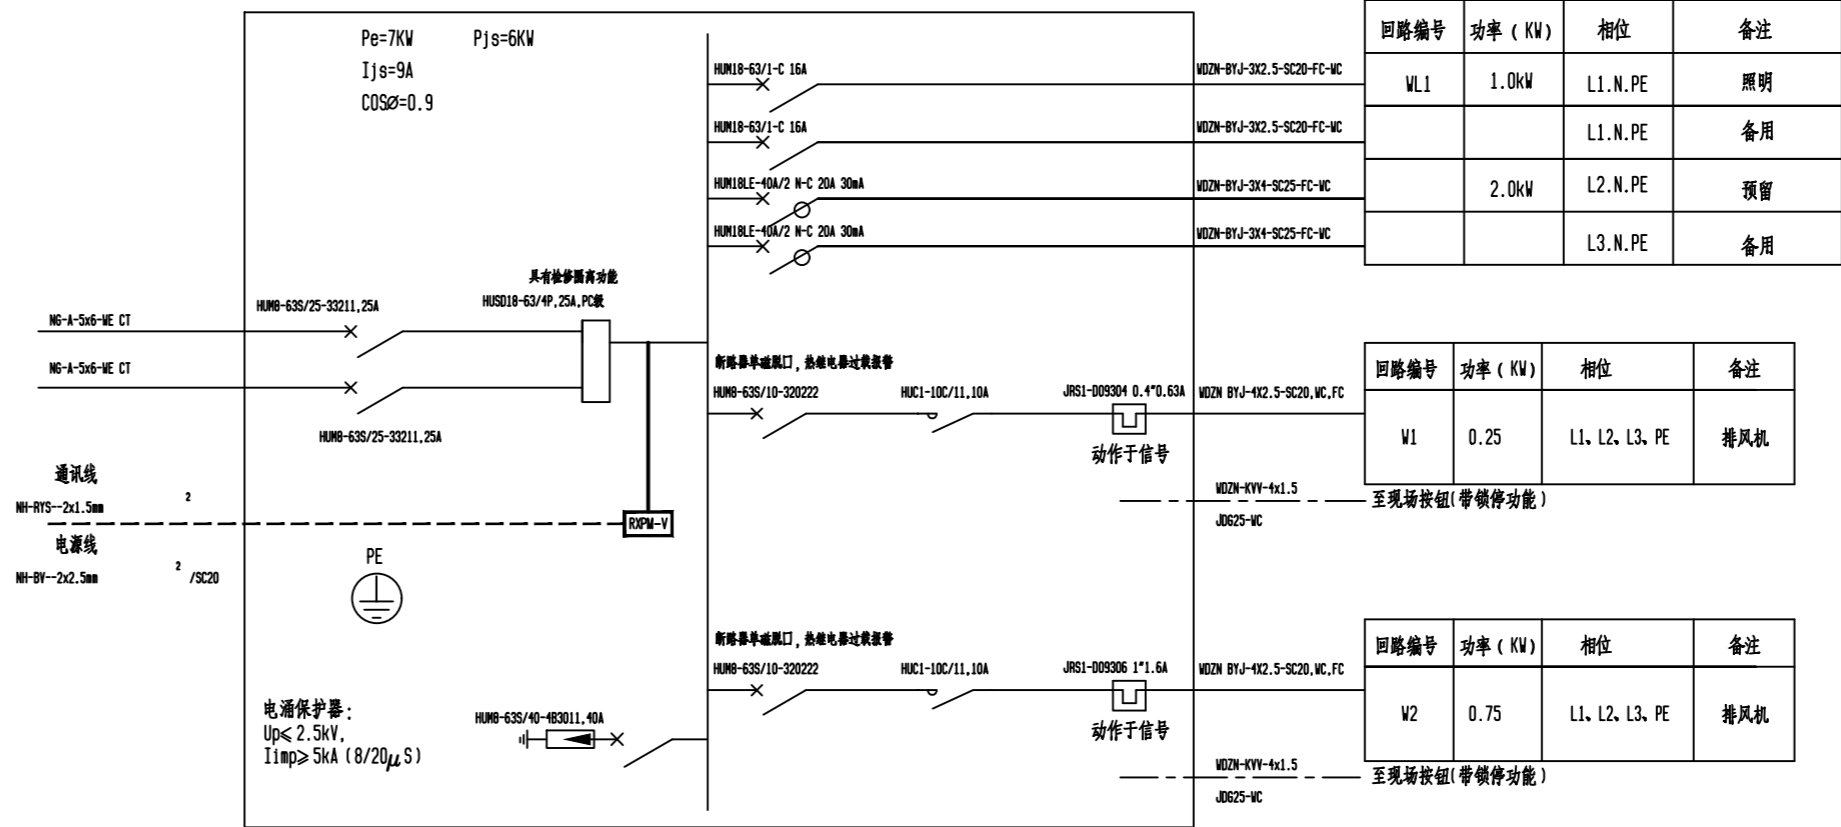 Pe=7KW Pjs=6KW
Ijs=9A
COSØ=0.9
HUM18-63/1-C 16A
WDZN-BYJ-3X2.5-SC20-FC-WC
HUM18-63/1-C 16A
WDZN-BYJ-3X2.5-SC20-FC-WC
HUM18LE-40A/2 N-C 20A 30mA
WDZN-BYJ-3X4-SC25-FC-WC
HUM18LE-40A/2 N-C 20A 30mA
WDZN-BYJ-3X4-SC25-FC-WC
回路编号 功率 ( KW) 相位 备注
WL1 1.0kW L1.N.PE 照明
L1.N.PE 备用
2.0kW L2.N.PE 预留
L3.N.PE 备用
具有检修隔离功能
HUSD18-63/4P,25A,PC级
NG-A-5x6-WE CT
HUM8-63S/25-33211,25A
NG-A-5x6-WE CT
HUM8-63S/25-33211,25A
通讯线
NH-RYS--2x1.5mm 2
电源线
NH-BV--2x2.5mm 2 /SC20
RXPM-V
PE
断路器单磁脱口，热继电器过载报警
HUM8-63S/10-320222
HUC1-10C/11,10A
JRS1-D09304 0.4~0.63A
动作于信号
WDZN BYJ-4X2.5-SC20,WC,FC
回路编号 功率 ( KW) 相位 备注
W1 0.25 L1、L2、L3、PE 排风机
WDZN-KVV-4x1.5
JDG25-WC
至现场按钮(带锁停功能)
断路器单磁脱口，热继电器过载报警
HUM8-63S/10-320222
HUC1-10C/11,10A
JRS1-D09306 1~1.6A
动作于信号
WDZN BYJ-4X2.5-SC20,WC,FC
回路编号 功率 ( KW) 相位 备注
W2 0.75 L1、L2、L3、PE 排风机
WDZN-KVV-4x1.5
JDG25-WC
至现场按钮(带锁停功能)
电涌保护器：
Up≤2.5kV,
Iimp≥5kA (8/20μS)
HUM8-63S/40-4B3011,40A